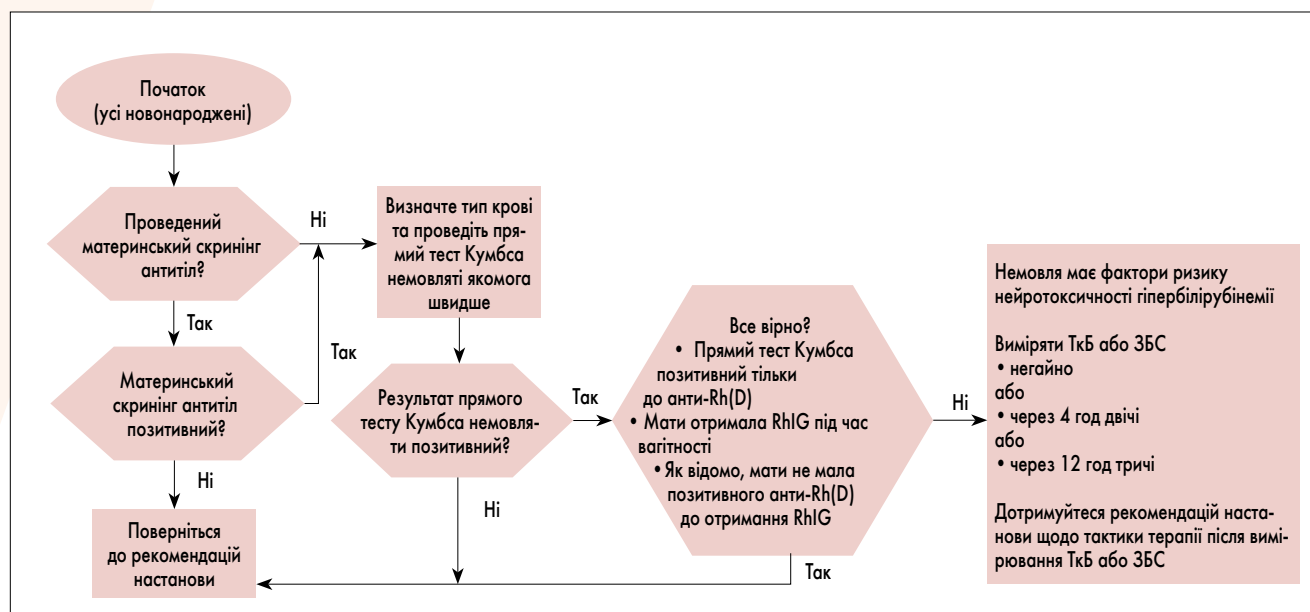 Початок
(усі новонароджені)
Проведений
материнський скринінг
антитіл?
Ні
Так
Материнський
скринінг антитіл
позитивний?
Так
Ні
Поверніться
до рекомендацій
настанови
Визначте тип крові
та проведіть пря-
мий тест Кумбса
немовляті якомога
швидше
Результат прямого
тесту Кумбса немовля-
ти позитивний?
Так
Ні
Все вірно?
• Прямий тест Кумбса
позитивний тільки
до анти-Rh(D)
• Мати отримала RhIG під час
вагітності
• Як відомо, мати не мала
позитивного анти-Rh(D)
до отримання RhIG
Ні
Так
Немовля має фактори ризику
нейротоксичності гіпербілірубінемії
Виміряти ТкБ або ЗБС
• негайно
або
• через 4 год двічі
або
• через 12 год тричі
Дотримуйтеся рекомендацій наста-
нови щодо тактики терапії після вимі-
рювання ТкБ або ЗБС